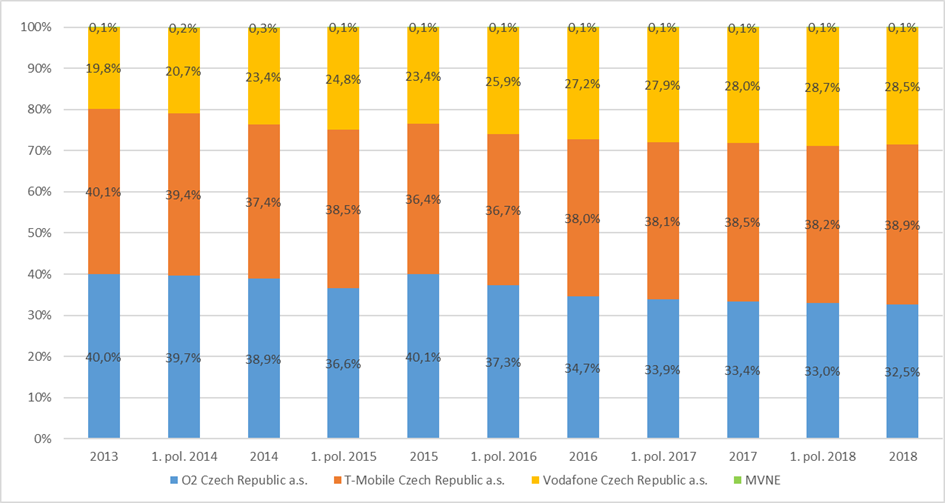 100%
90%
80%
70%
60%
50%
40%
30%
20%
10%
0%
0,1% 0,2% 0,3% 0,1% 0,1% 0,1% 0,1% 0,1% 0,1% 0,1% 0,1%
19,8% 20,7% 23,4% 24,8% 23,4% 25,9% 27,2% 27,9% 28,0% 28,7% 28,5%
40,1% 39,4% 37,4% 38,5% 36,4% 36,7% 38,0% 38,1% 38,5% 38,2% 38,9%
40,0% 39,7% 38,9% 36,6% 40,1% 37,3% 34,7% 33,9% 33,4% 33,0% 32,5%
2013 1. pol. 2014 2014 1. pol. 2015 2015 1. pol. 2016 2016 1. pol. 2017 2017 1. pol. 2018 2018
O2 Czech Republic a.s. T-Mobile Czech Republic a.s. Vodafone Czech Republic a.s. MVNE